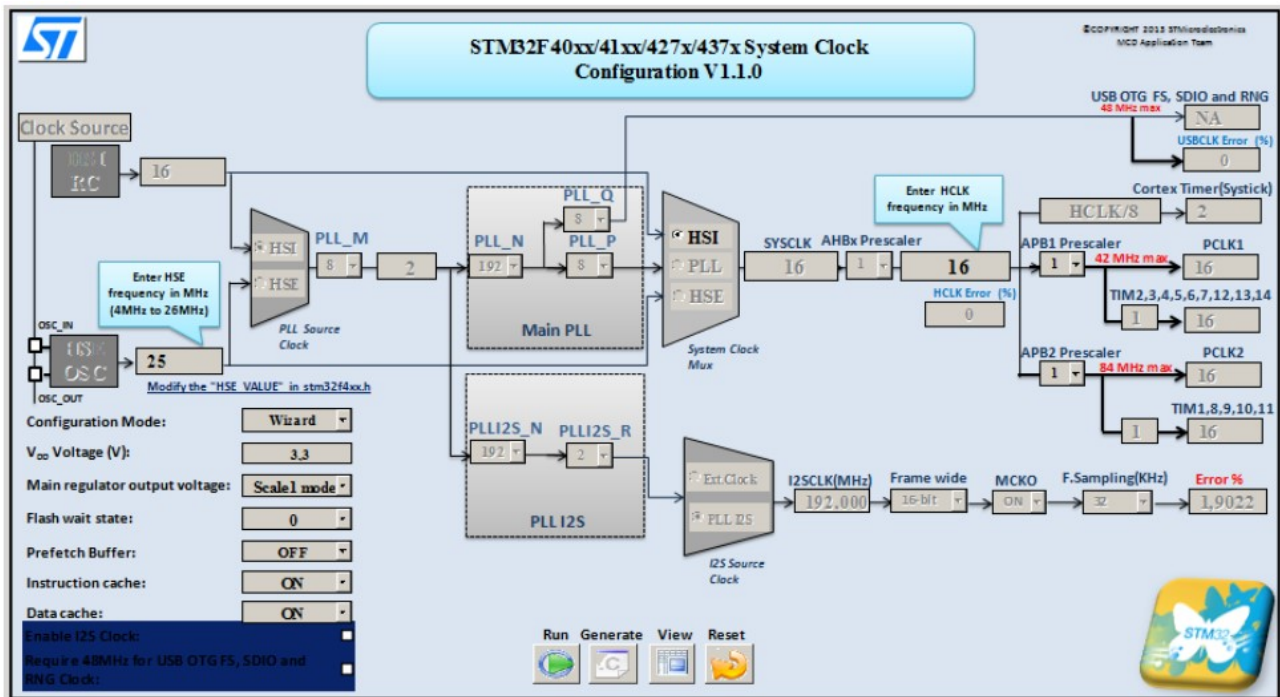 ST
STM32F40xx/41xx/427x/437x System Clock
Configuration V1.1.0
©COPYRIGHT 2013 STMicroelectronics
MCD Application Team
USB OTG FS, SDIO and RNG
48 MHz max
NA
USBCLK Error (%)
0
Clock Source
RC
16
PLL_M
HSI
HSE
8
2
PLL Source
Clock
PLL_Q
8
PLL_N
PLL_P
192
8
Main PLL
HSI
PLL
HSE
System Clock
Mux
SYSCLK
16
AHBx Prescaler
1
Enter HCLK
frequency in MHz
16
HCLK Error (%)
0
Cortex Timer(Systick)
HCLK/8
2
APB1 Prescaler
PCLK1
1
42 MHz max
16
TIM2,3,4,5,6,7,12,13,14
1
16
APB2 Prescaler
PCLK2
1
84 MHz max
16
TIM1,8,9,10,11
1
16
Enter HSE
frequency in MHz
(4MHz to 26MHz)
OSC_IN
OSC
OSC_OUT
25
Modify the "HSE_VALUE" in stm32f4xx.h
Configuration Mode:
Wizard
V
Voltage (V):
3,3
Main regulator output voltage:
Scale1 mode
Flash wait state:
0
Prefetch Buffer:
OFF
Instruction cache:
ON
Data cache:
ON
Enable I2S Clock:
Require 48MHz for USB OTG FS, SDIO and
RNG Clock:
PLLI2S_N
PLLI2S_R
192
2
PLL I2S
Ext.Clock
PLL I2S
I2S Source
Clock
I2SCLK(MHz)
192,000
Frame wide
16-bit
MCKO
ON
F.Sampling(KHz)
32
Error %
1,9022
Run
Generate
View
Reset
.C
STM32